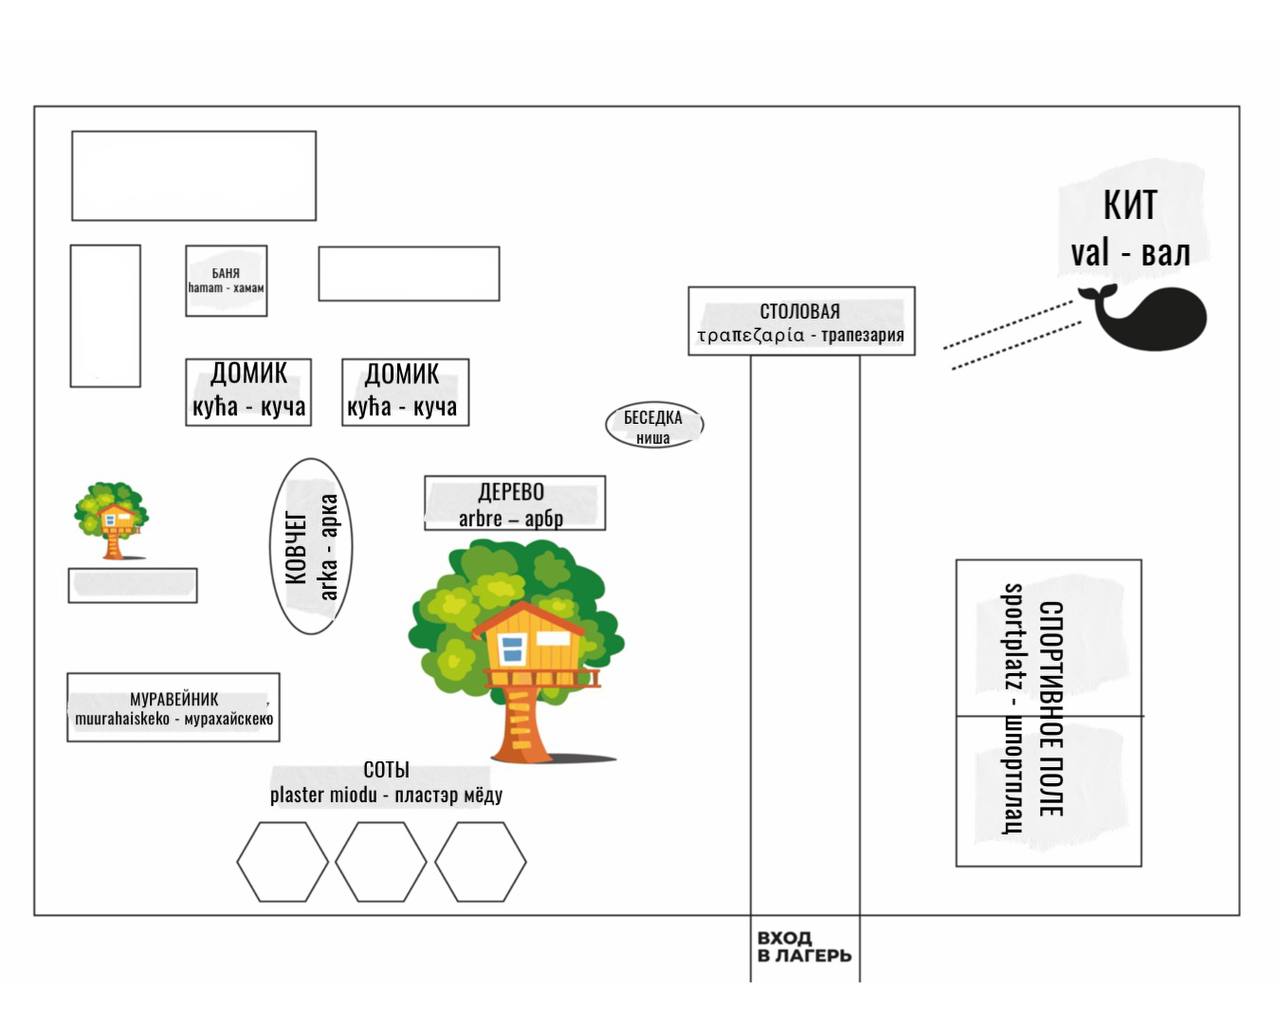 КИТ
val - вал
БАНЯ
hamam - хамам
СТОЛОВАЯ
τραπεζαρία - трапезария
ДОМИК
кућа - куча
ДОМИК
кућа - куча
БЕСЕДКА
ниша
КОВЧЕГ
arka - арка
ДЕРЕВО
arbre – арбр
СПОРТИВНОЕ ПОЛЕ
sportplatz - шпортплац
МУРАВЕЙНИК
muurahaiskeko - мурахайскеко
СОТЫ
plaster miodu - пластэр мёду
ВХОД
В ЛАГЕРЬ